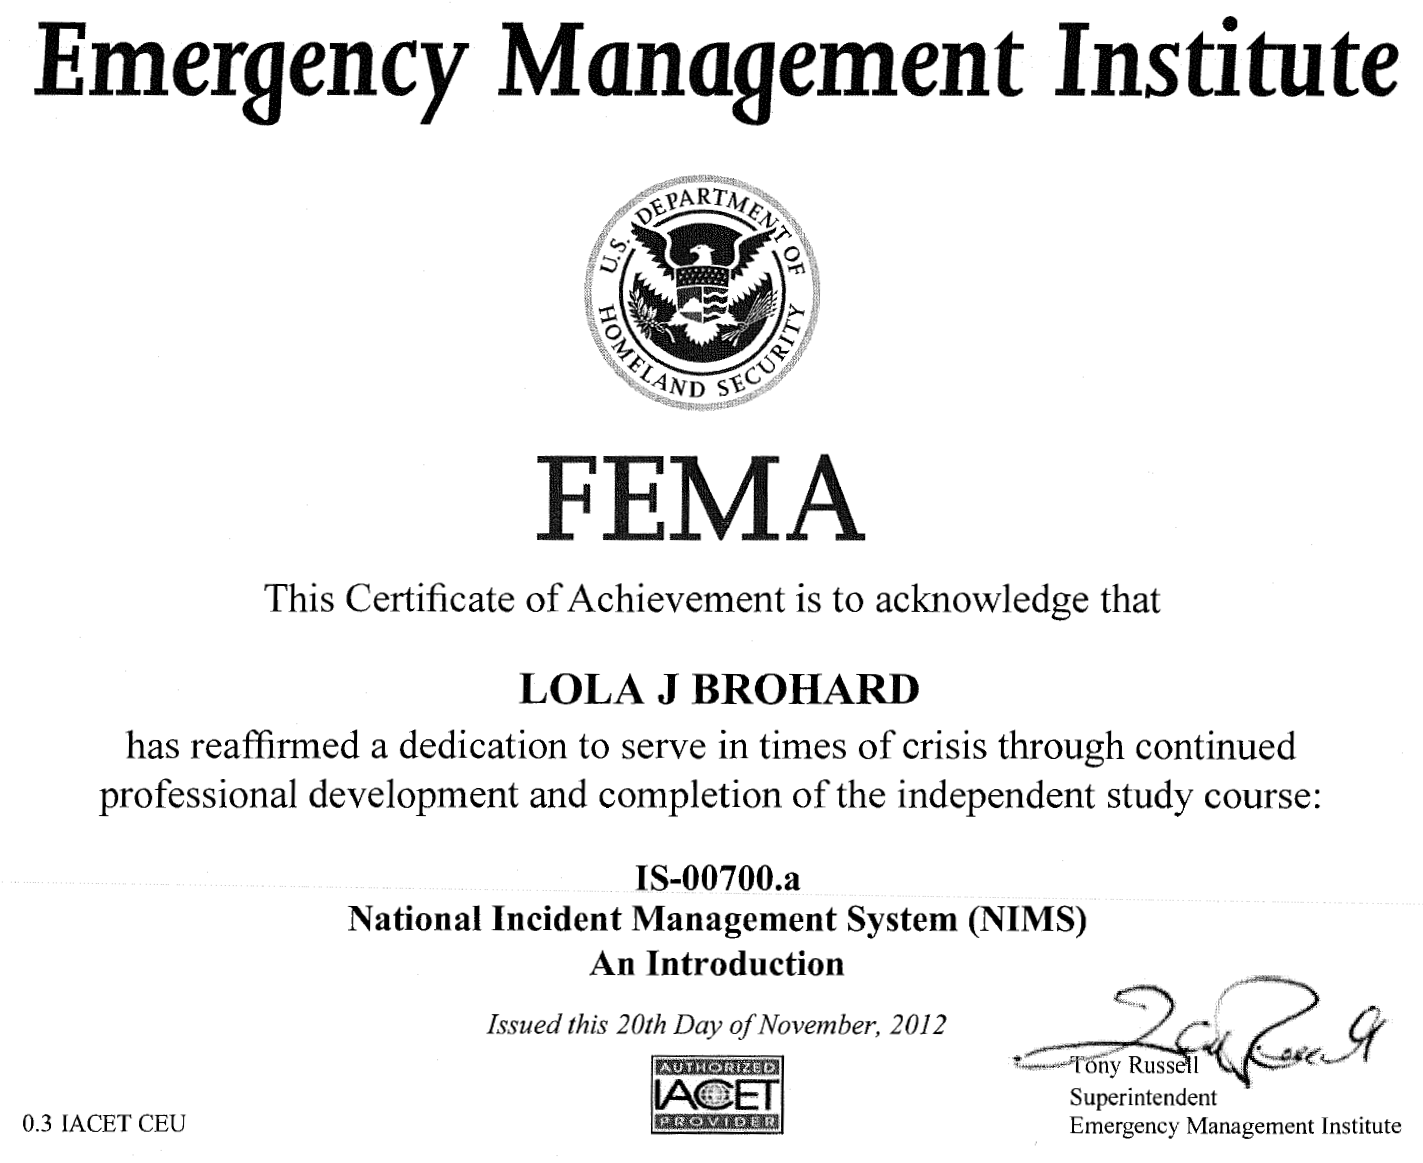 Emergency Management Institute
U.S. DEPARTMENT OF
HOMELAND SECURITY
FEMA
This Certificate of Achievement is to acknowledge that
LOLA J BROHARD
has reaffirmed a dedication to serve in times of crisis through continued
professional development and completion of the independent study course:
IS-00700.a
National Incident Management System (NIMS)
An Introduction
Issued this 20th Day of November, 2012
Tony Russell
Superintendent
Emergency Management Institute
AUTHORIZED
IACET
PROVIDER
0.3 IACET CEU